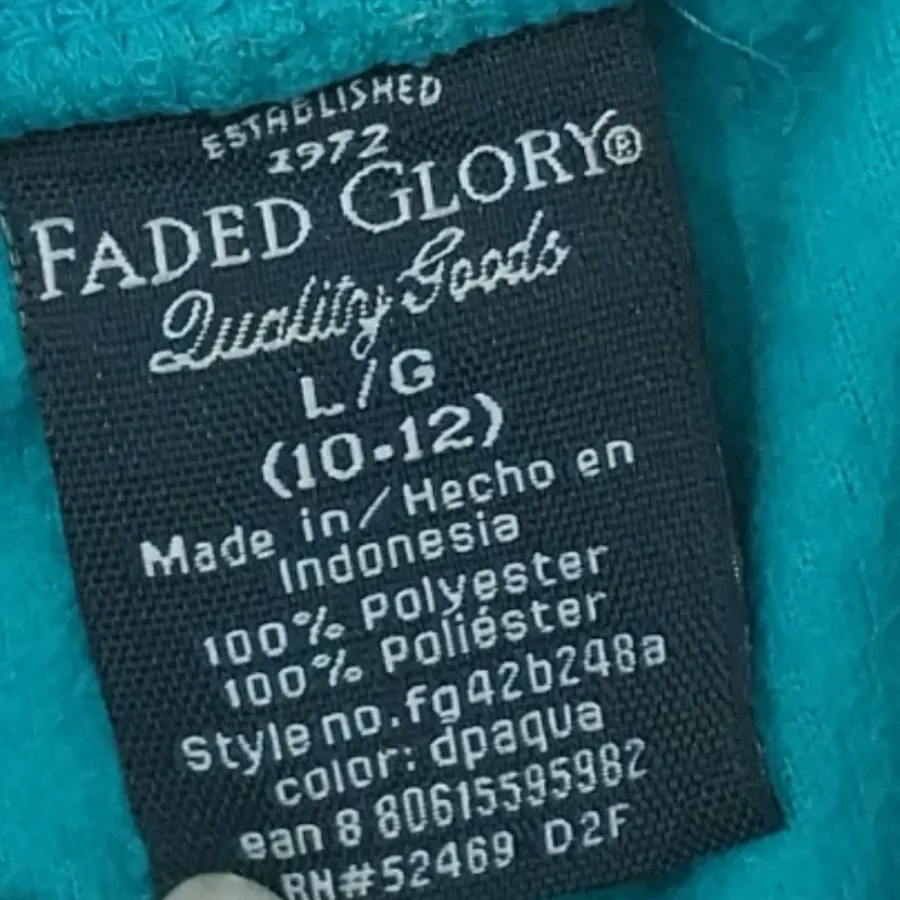 ESTABLISHED
1972
FADED GLORY®
Quality Goods
L/G
(10-12)
Made in/Hecho en
Indonesia
100% Polyester
100% Poliéster
Style no.fg42b248a
color: dpaqua
ean 8 80615595982
RN#52469 D2F